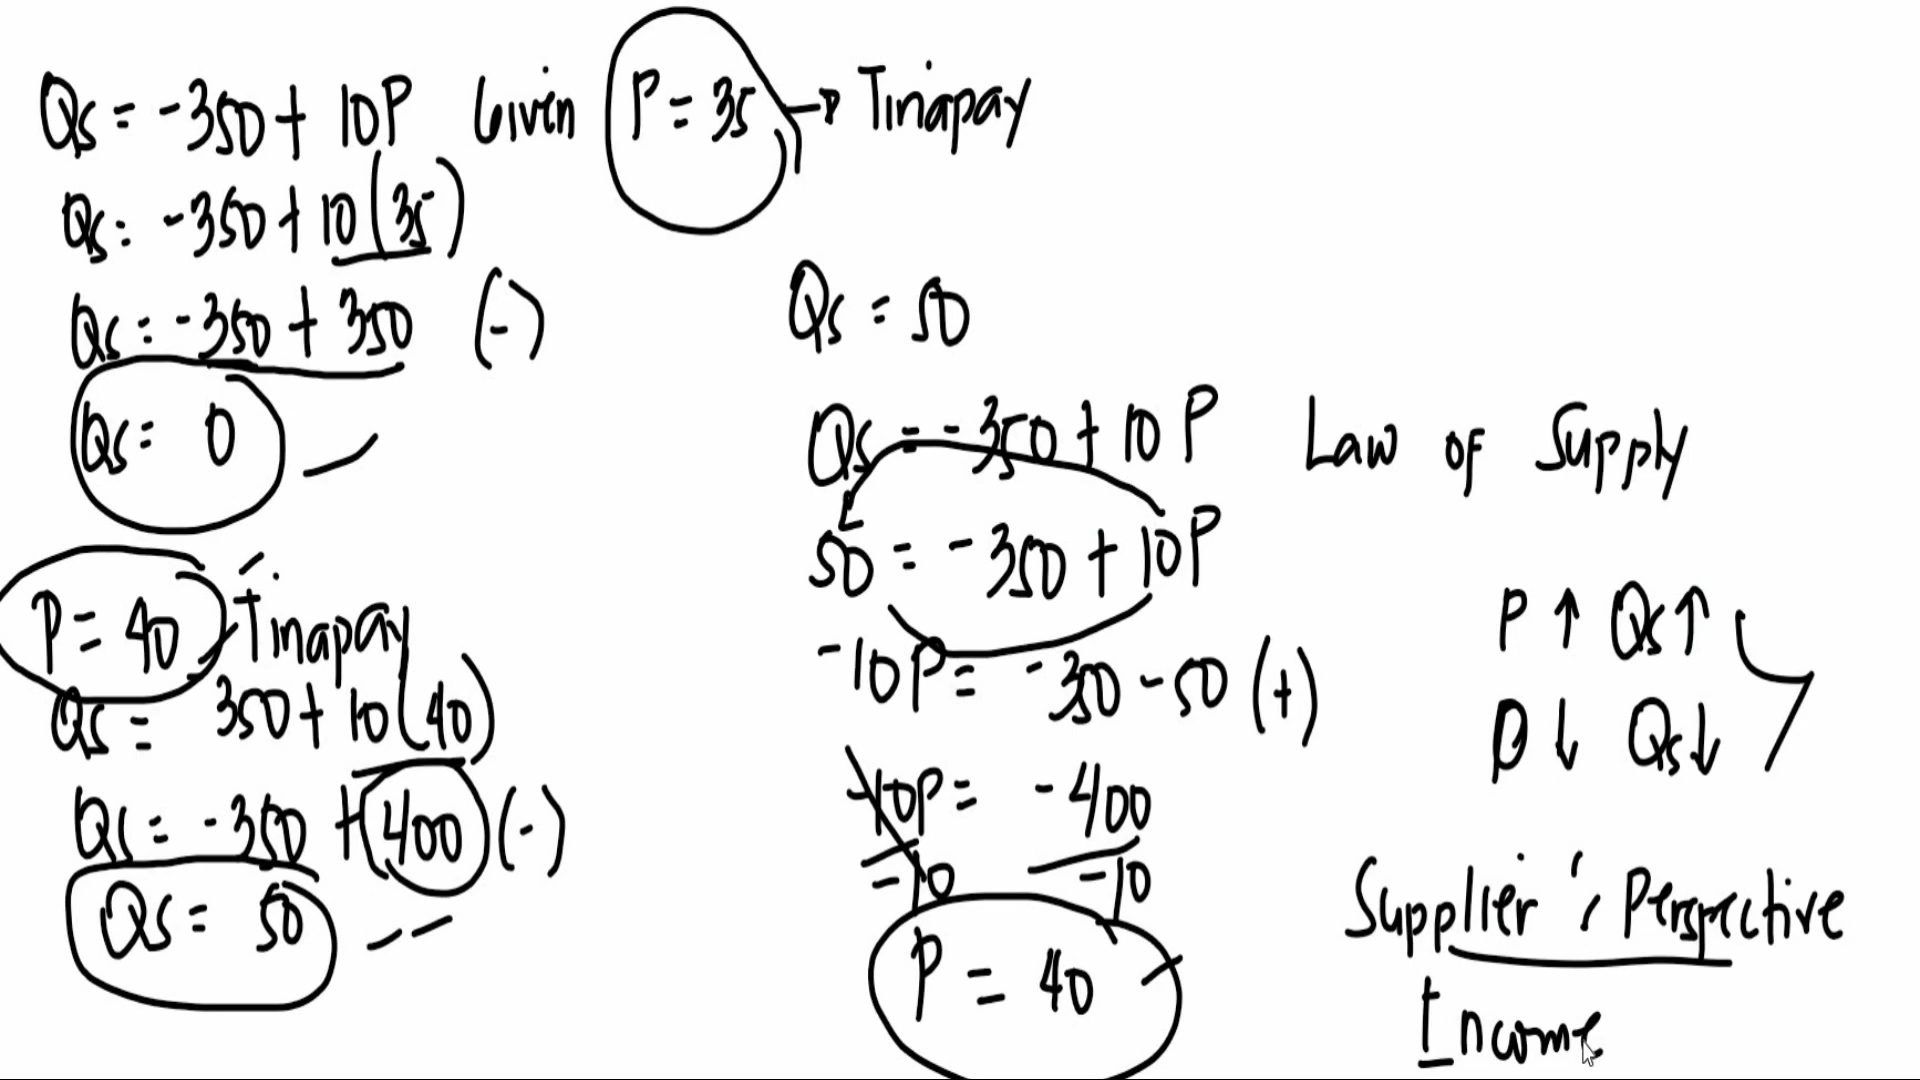 Qs = -350 + 10P Given P = 35 → Tinapay
Qs = -350 + 10(35)
Qs = -350 + 350 (-)
Qs = 0
P = 40 Tinapay
Qs = 350 + 10(40)
Qs = -350 + 400 (-)
Qs = 50
Qs = 50
Qs = -350 + 10P
50 = -350 + 10P
-10P = -350 - 50 (+)
-10P = -400
-10 -10
P = 40
Law of Supply
P ↑ Qs ↑
P ↓ Qs ↓
Supplier's Perspective
Income